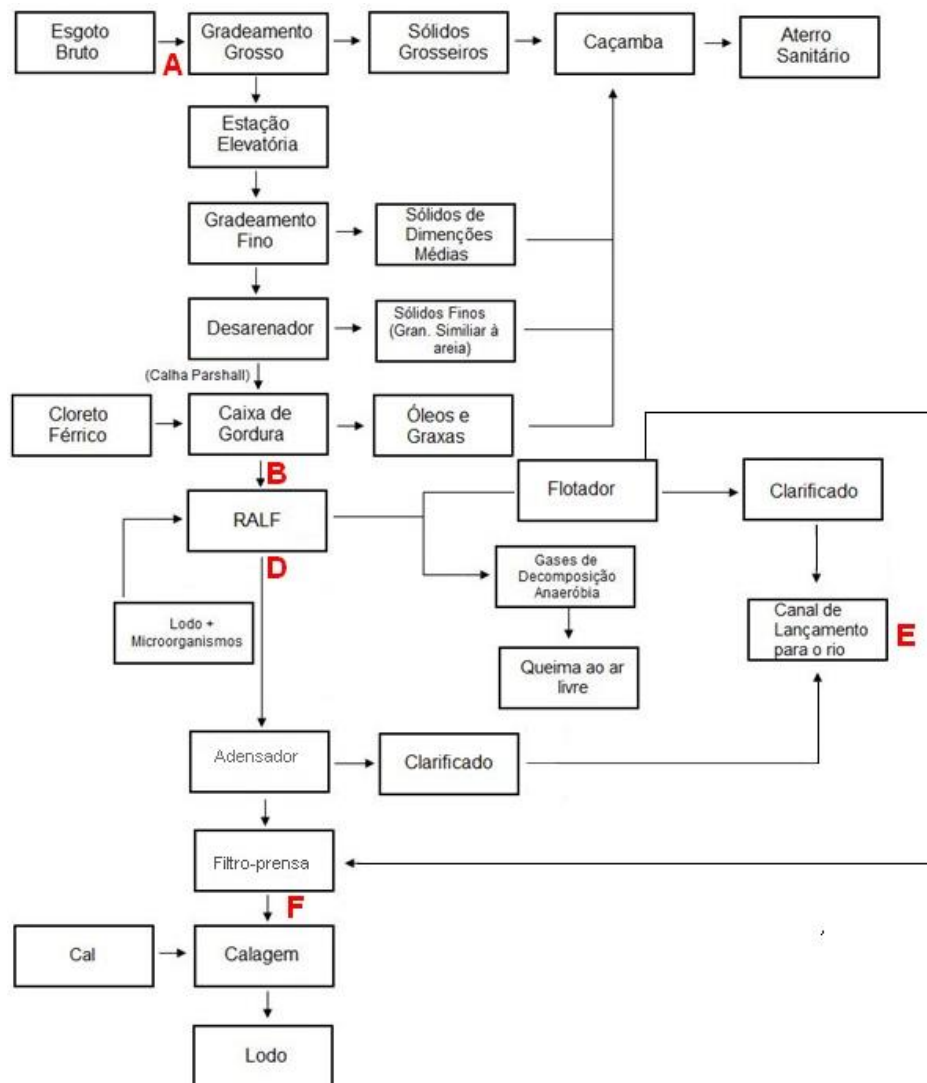 Esgoto
Bruto
A
Gradeamento
Grosso
Sólidos
Grosseiros
Caçamba
Aterro
Sanitário
Estação
Elevatória
Gradeamento
Fino
Sólidos de
Dimenções
Médias
Desarenador
Sólidos Finos
(Gran. Similiar à
areia)
(Calha Parshall)
Cloreto
Férrico
Caixa de
Gordura
Óleos e
Graxas
B
RALF
Flotador
Clarificado
D
Gases de
Decomposição
Anaeróbia
Lodo +
Microorganismos
Canal de
Lançamento
para o rio
E
Queima ao ar
livre
Adensador
Clarificado
Filtro-prensa
F
Cal
Calagem
Lodo